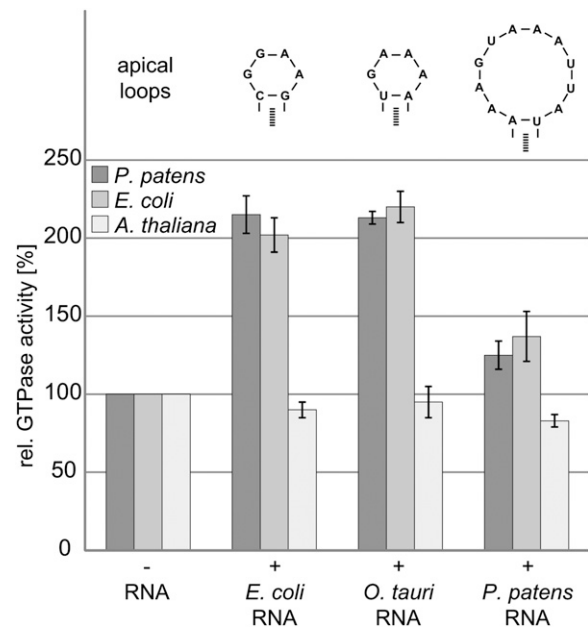 apical
loops
G A
G A
C G
A A
G A
U A
A A
U A
G U
A U
A A
A U
250
200
150
100
50
0
rel. GTPase activity [%]
P. patens
E. coli
A. thaliana
- + + +
RNA E. coli O. tauri P. patens
RNA RNA RNA